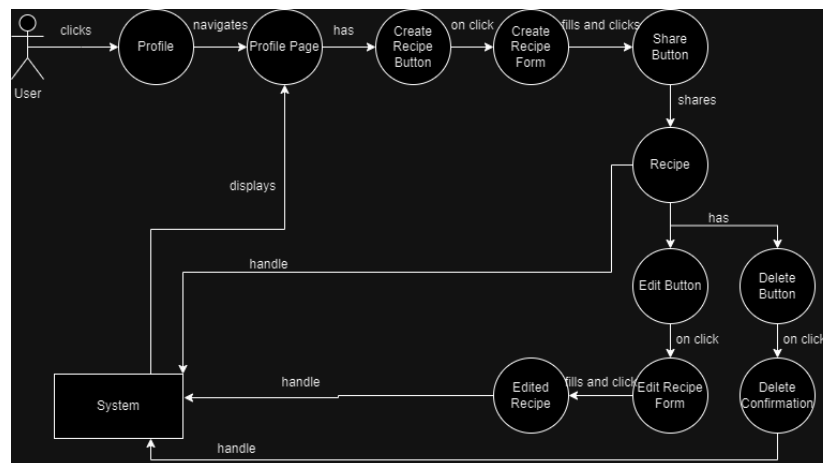 clicks
navigates
has
on click
fills and clicks
User
Profile
Profile Page
Create
Recipe
Button
Create
Recipe
Form
Share
Button
shares
Recipe
displays
has
handle
Edit Button
Delete
Button
on click
on click
System
handle
Edited
Recipe
fills and click
Edit Recipe
Form
Delete
Confirmation
handle